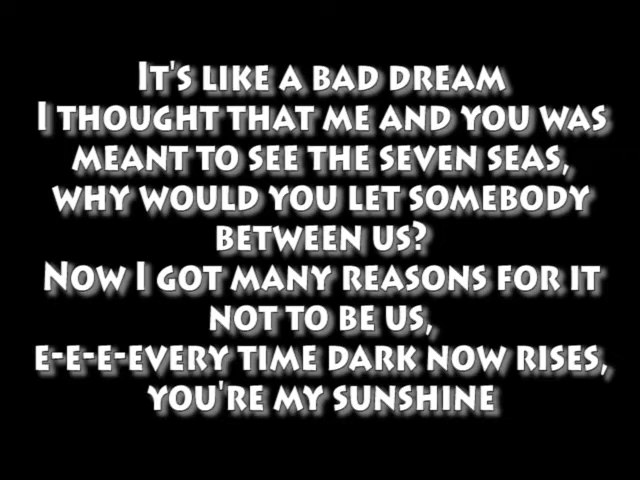 It's like a bad dream
I thought that me and you was
meant to see the seven seas,
why would you let somebody
between us?
Now I got many reasons for it
not to be us,
e-e-e-every time dark now rises,
you're my sunshine